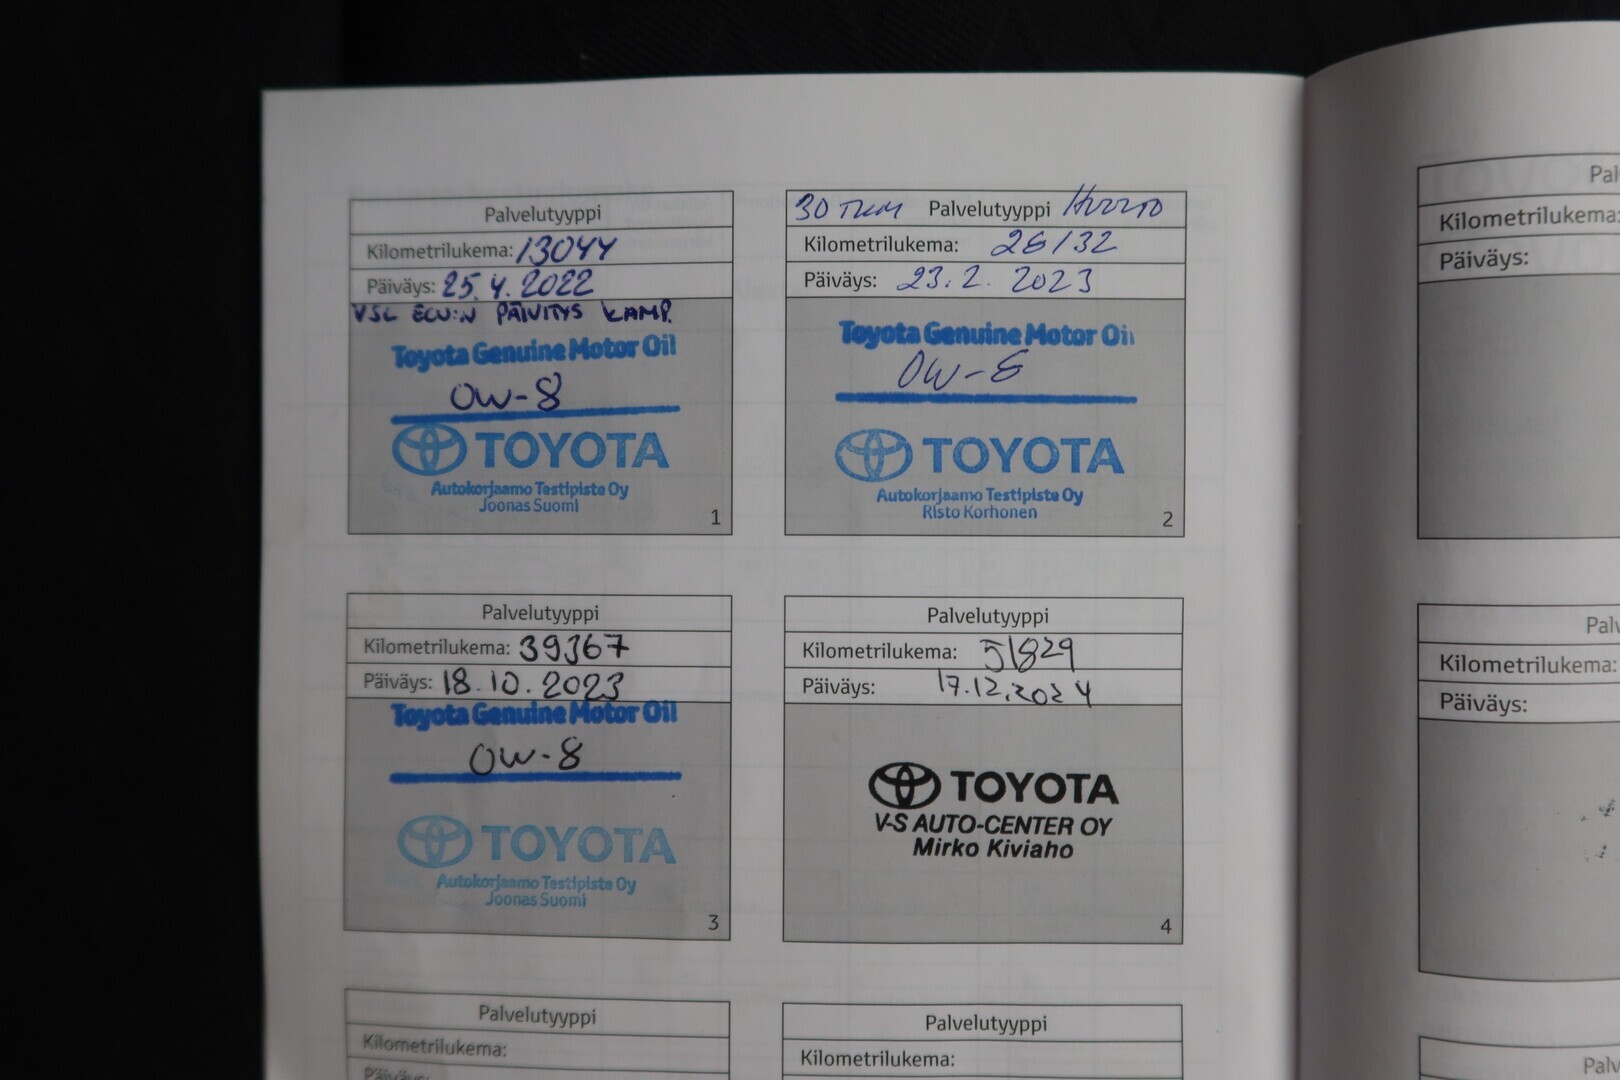 Palvelutyyppi
Kilometrilukema: 13044
Päiväys: 25.4.2022
VSC ECU:N PÄIVITYS KAMP.
Toyota Genuine Motor Oil
0W-8
TOYOTA
Autokorjaamo Testipiste Oy
Joonas Suomi
1
30 TKM Palvelutyyppi HUOLTO
Kilometrilukema: 26132
Päiväys: 23.2. 2023
Toyota Genuine Motor Oil
0W-8
TOYOTA
Autokorjaamo Testipiste Oy
Risto Korhonen
2
Palvelutyyppi
Kilometrilukema: 39367
Päiväys: 18.10.2023
Toyota Genuine Motor Oil
0W-8
TOYOTA
Autokorjaamo Testipiste Oy
Joonas Suomi
3
Palvelutyyppi
Kilometrilukema: 51829
Päiväys: 17.12.2024
TOYOTA
V-S AUTO-CENTER OY
Mirko Kiviaho
4
Palvelutyyppi
Kilometrilukema:
Päiväys:
Palvelutyyppi
Kilometrilukema:
Pal
Kilometrilukema:
Päiväys:
Palv
Kilometrilukema:
Päiväys:
Palv